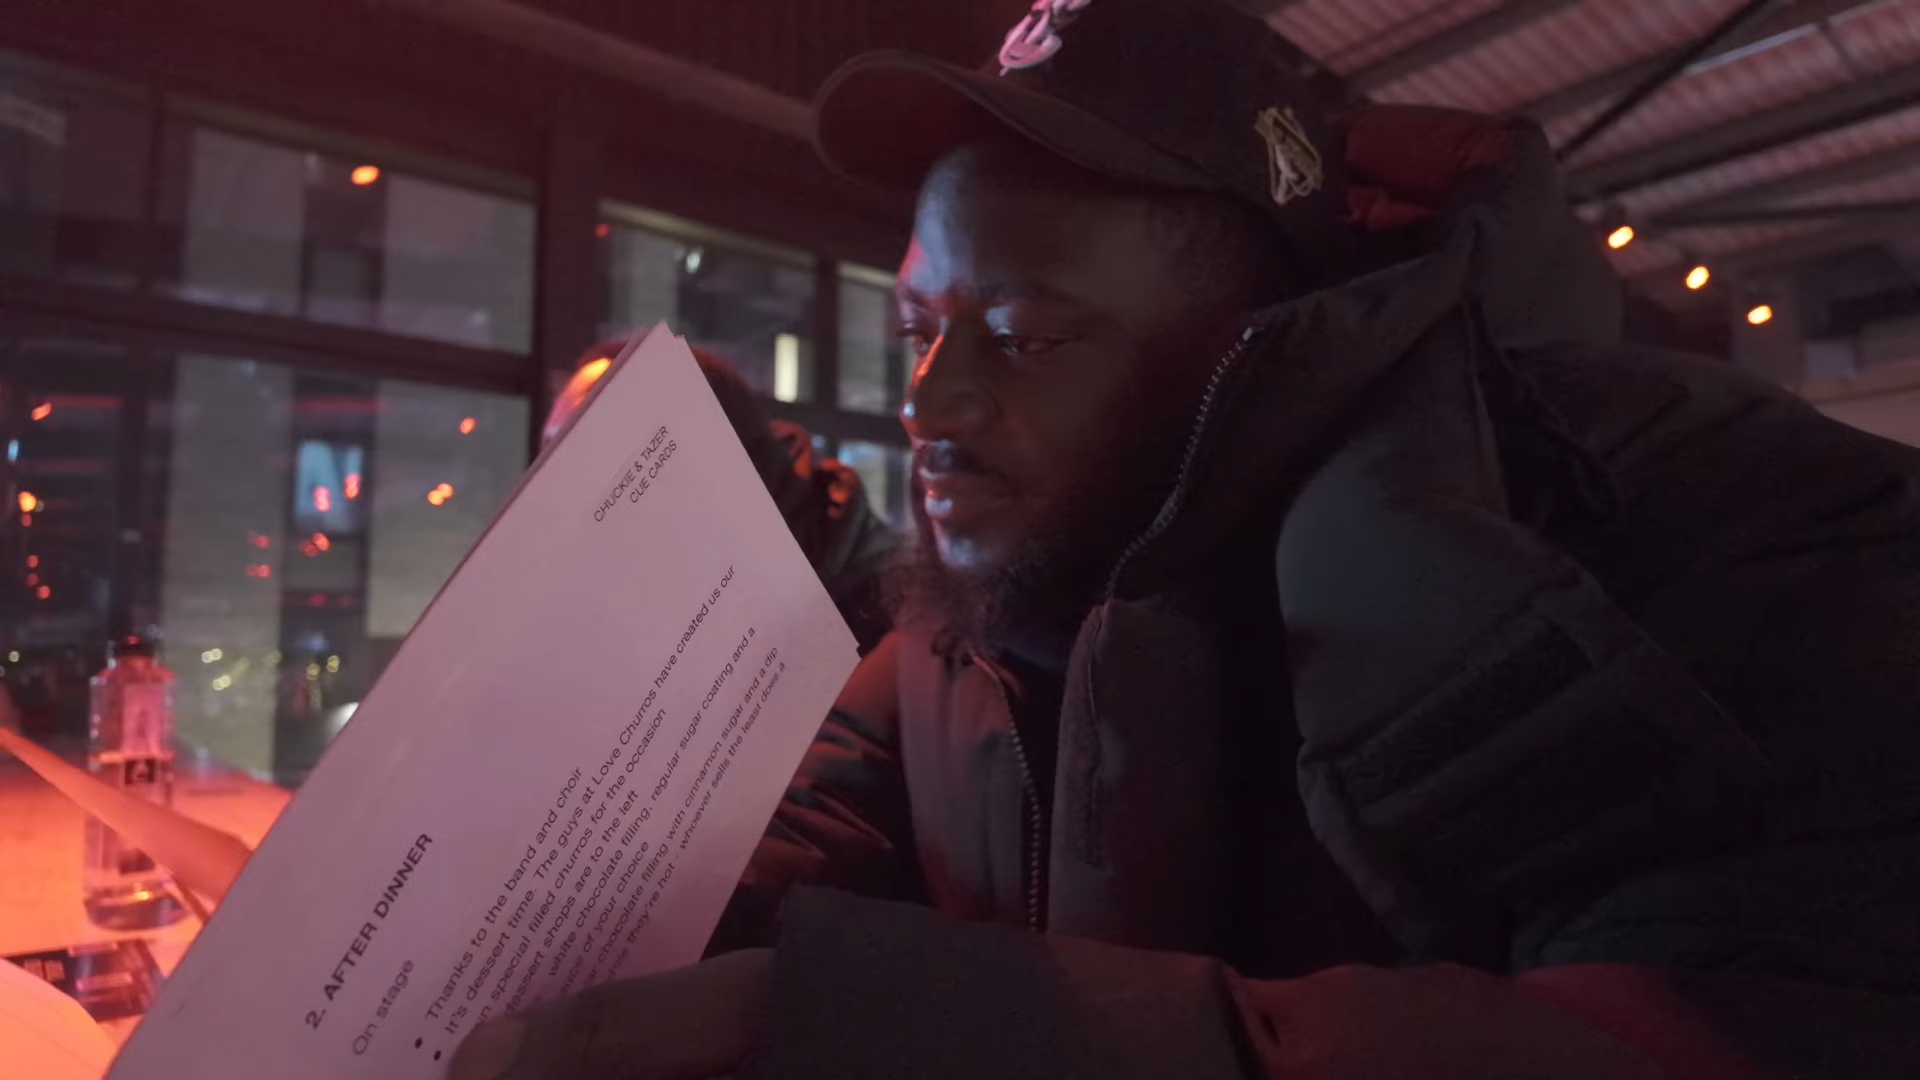 CHUCKIE & TAZER
CUE CARDS
2. AFTER DINNER
On stage
• Thanks to the band and choir
• It's dessert time. The guys at Love Churros have created us our
own special filled churros for the occasion
dessert shops are to the left
white chocolate filling, regular sugar coating and a
sauce of your choice
chocolate filling with cinnamon sugar and a dip
while they're hot - whoever sells the least does a